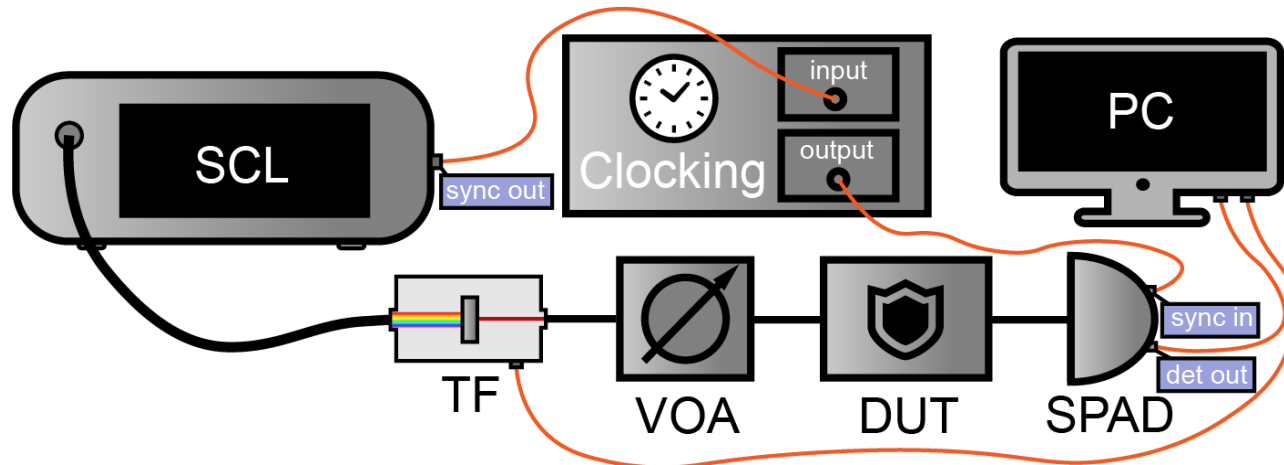 input
PC
SCL
output
Clocking
sync out
sync in
det out
TF
VOA
DUT
SPAD